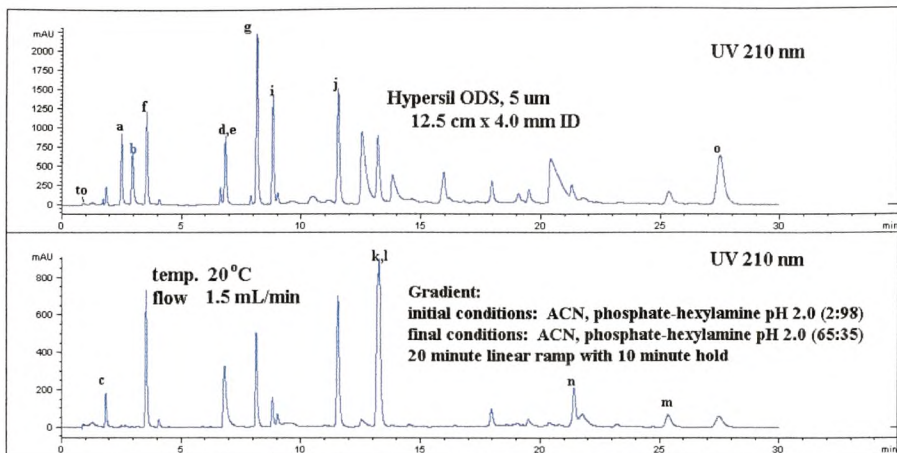 mAU
UV 210 nm
2000
1750
1500
1250
1000
750
500
250
0
g
i
j
f
a
b
d,e
to
o
Hypersil ODS, 5 um
12.5 cm x 4.0 mm ID
0 5 10 15 20 25 30 min
mAU
UV 210 nm
800
600
400
200
0
k,l
temp. 20°C
flow 1.5 mL/min
Gradient:
initial conditions: ACN, phosphate-hexylamine pH 2.0 (2:98)
final conditions: ACN, phosphate-hexylamine pH 2.0 (65:35)
20 minute linear ramp with 10 minute hold
c
n
m
0 5 10 15 20 25 30 min